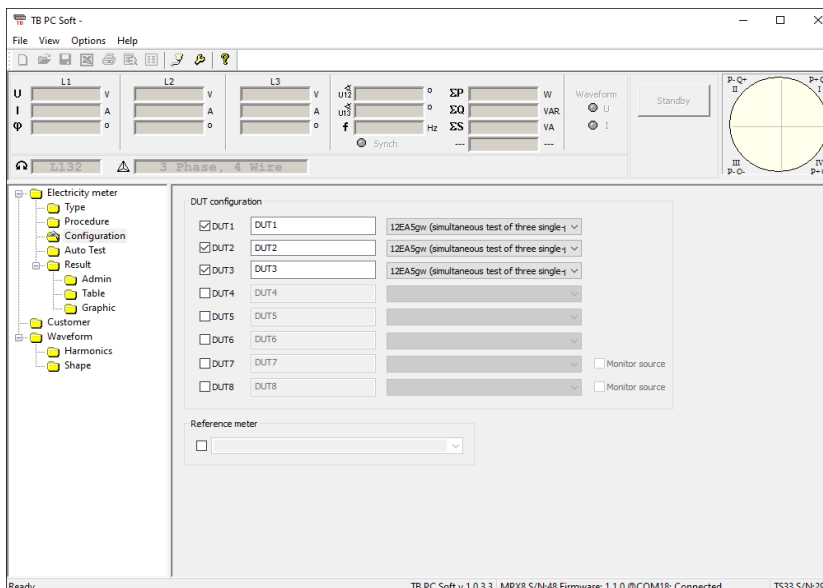 TB PC Soft -
File View Options Help
L1 L2 L3
U V V V U12 ° ΣP W
I A A A U13 ° ΣQ VAR
φ ° ° ° f Hz ΣS VA
Synch --- ---
Waveform
U
I
Standby
P- Q+ P+ Q
II I
III IV
P- Q- P+
L132 3 Phase, 4 Wire
Electricity meter
Type
Procedure
Configuration
Auto Test
Result
Admin
Table
Graphic
Customer
Waveform
Harmonics
Shape
DUT configuration
DUT1 DUT1 12EA5gw (simultaneous test of three single-
DUT2 DUT2 12EA5gw (simultaneous test of three single-
DUT3 DUT3 12EA5gw (simultaneous test of three single-
DUT4 DUT4
DUT5 DUT5
DUT6 DUT6
DUT7 DUT7 Monitor source
DUT8 DUT8 Monitor source
Reference meter
Ready TB PC Soft v 1.0.3.3 MPX8 S/N:48 Firmware: 1.1.0 @COM18: Connected TS33 S/N:29